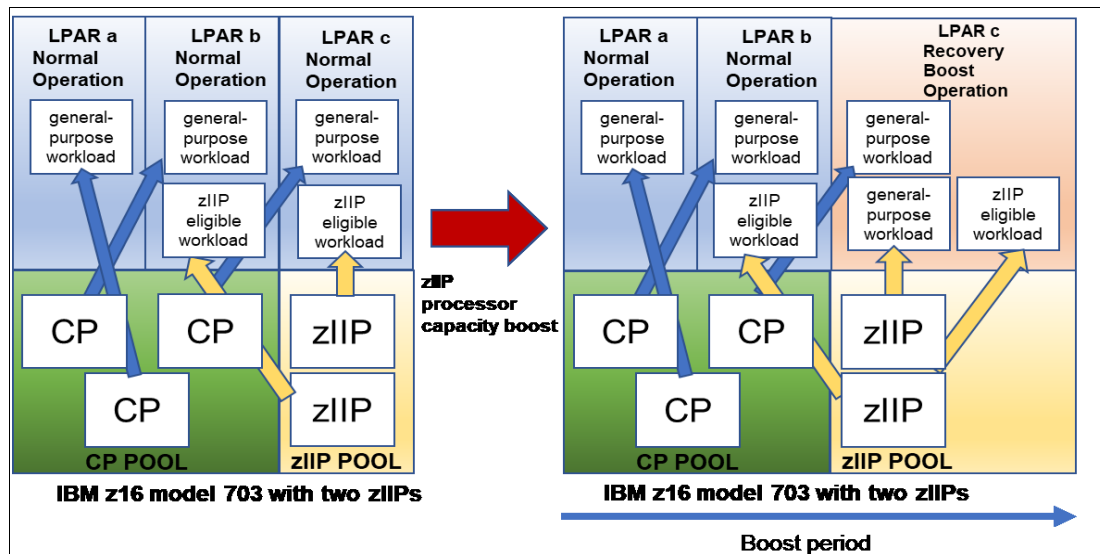 LPAR a
Normal
Operation
LPAR b
Normal
Operation
LPAR c
Normal
Operation
general-
purpose
workload
general-
purpose
workload
general-
purpose
workload
zIIP
eligible
workload
zIIP
eligible
workload
CP
CP
zIIP
CP
zIIP
CP POOL
zIIP POOL
IBM z16 model 703 with two zIIPs
zIIP
processor
capacity boost
LPAR a
Normal
Operation
LPAR b
Normal
Operation
LPAR c
Recovery
Boost
Operation
general-
purpose
workload
general-
purpose
workload
general-
purpose
workload
zIIP
eligible
workload
general-
purpose
workload
zIIP
eligible
workload
CP
CP
zIIP
CP
zIIP
CP POOL
zIIP POOL
IBM z16 model 703 with two zIIPs
Boost period